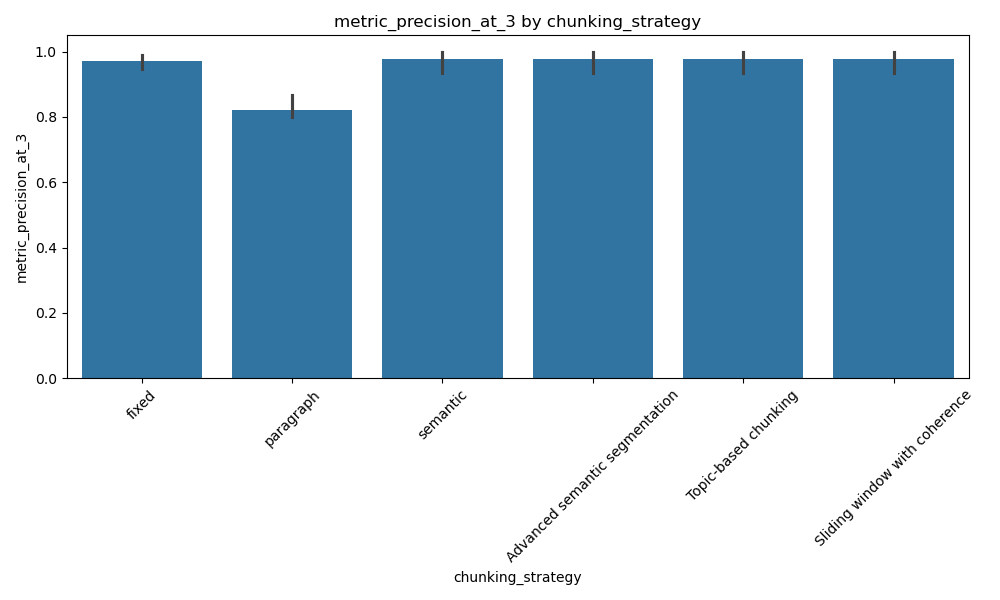 metric_precision_at_3 by chunking_strategy
metric_precision_at_3
1.0
0.8
0.6
0.4
0.2
0.0
fixed
paragraph
semantic
Advanced semantic segmentation
Topic-based chunking
Sliding window with coherence
chunking_strategy